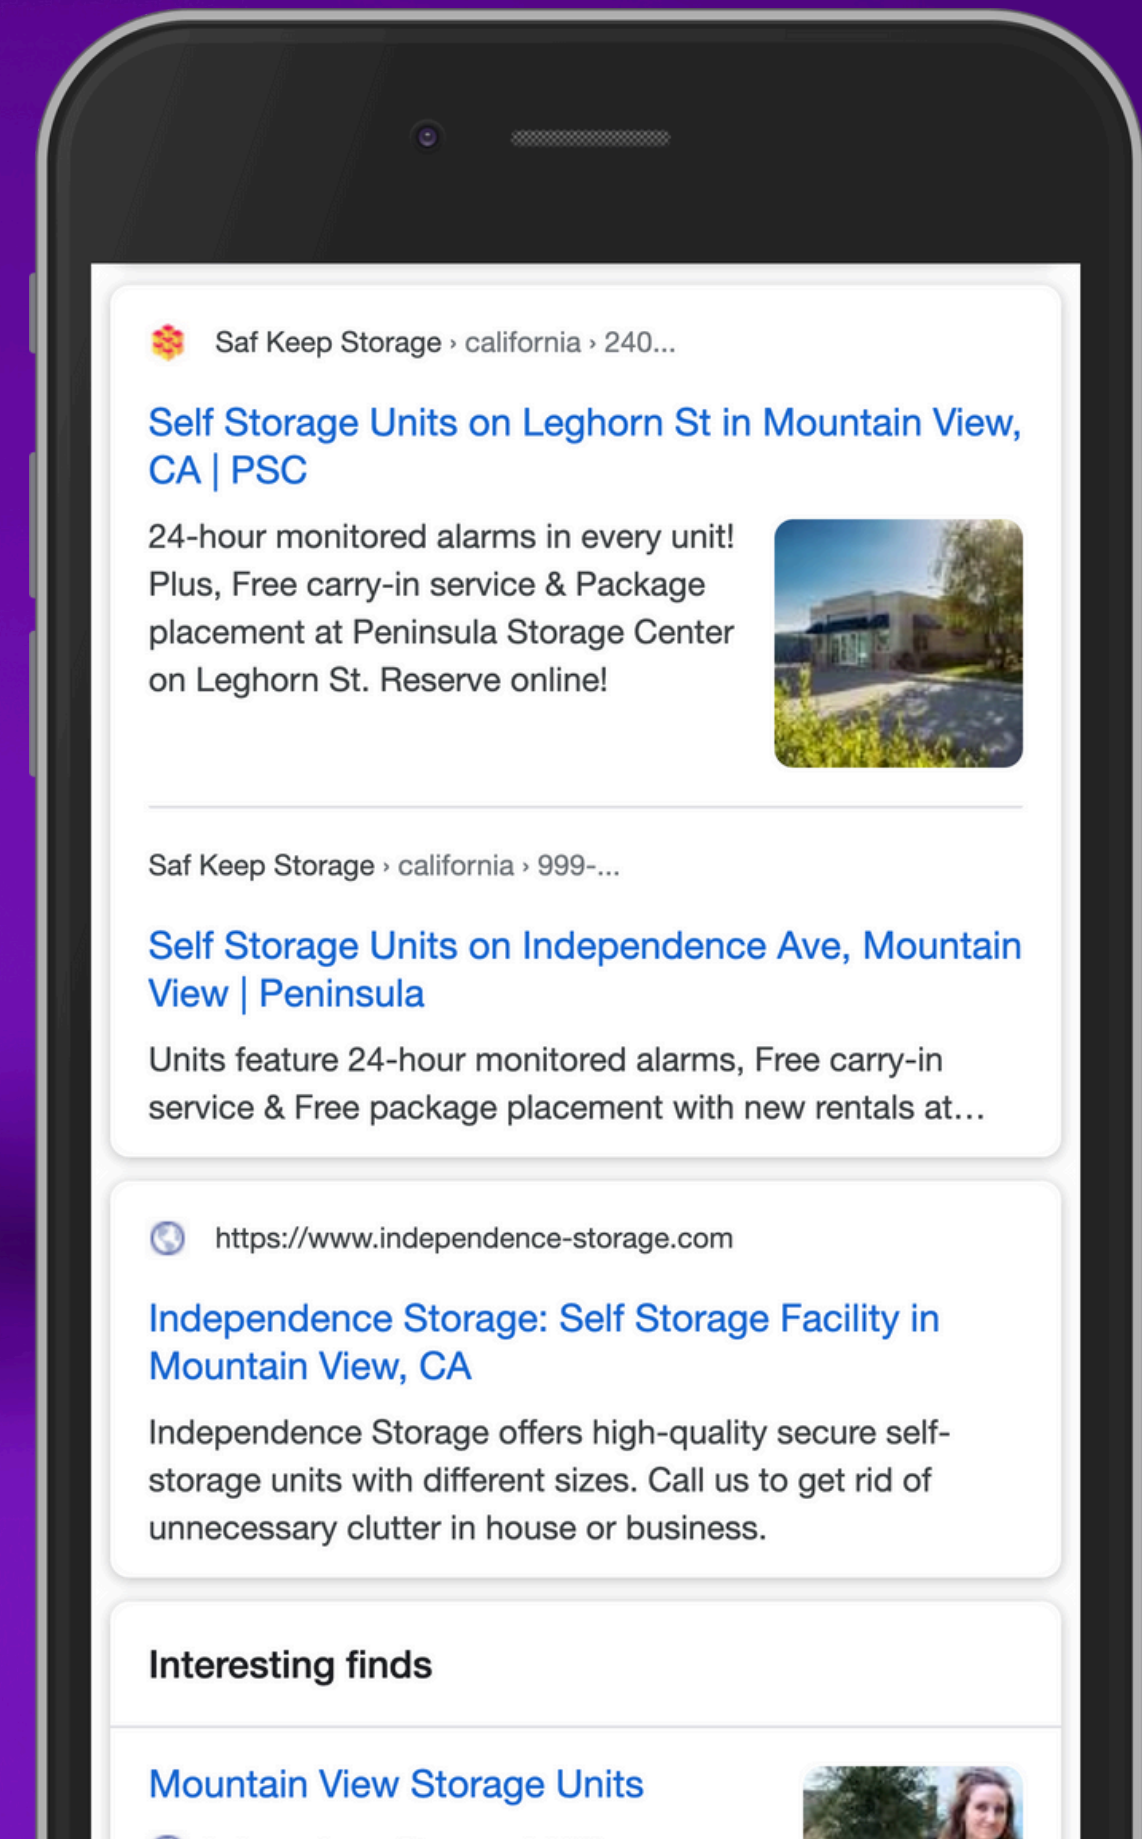 Saf Keep Storage › california › 240...
Self Storage Units on Leghorn St in Mountain View,
CA | PSC
24-hour monitored alarms in every unit!
Plus, Free carry-in service & Package
placement at Peninsula Storage Center
on Leghorn St. Reserve online!
Saf Keep Storage › california › 999-...
Self Storage Units on Independence Ave, Mountain
View | Peninsula
Units feature 24-hour monitored alarms, Free carry-in
service & Free package placement with new rentals at...
https://www.independence-storage.com
Independence Storage: Self Storage Facility in
Mountain View, CA
Independence Storage offers high-quality secure self-
storage units with different sizes. Call us to get rid of
unnecessary clutter in house or business.
Interesting finds
Mountain View Storage Units